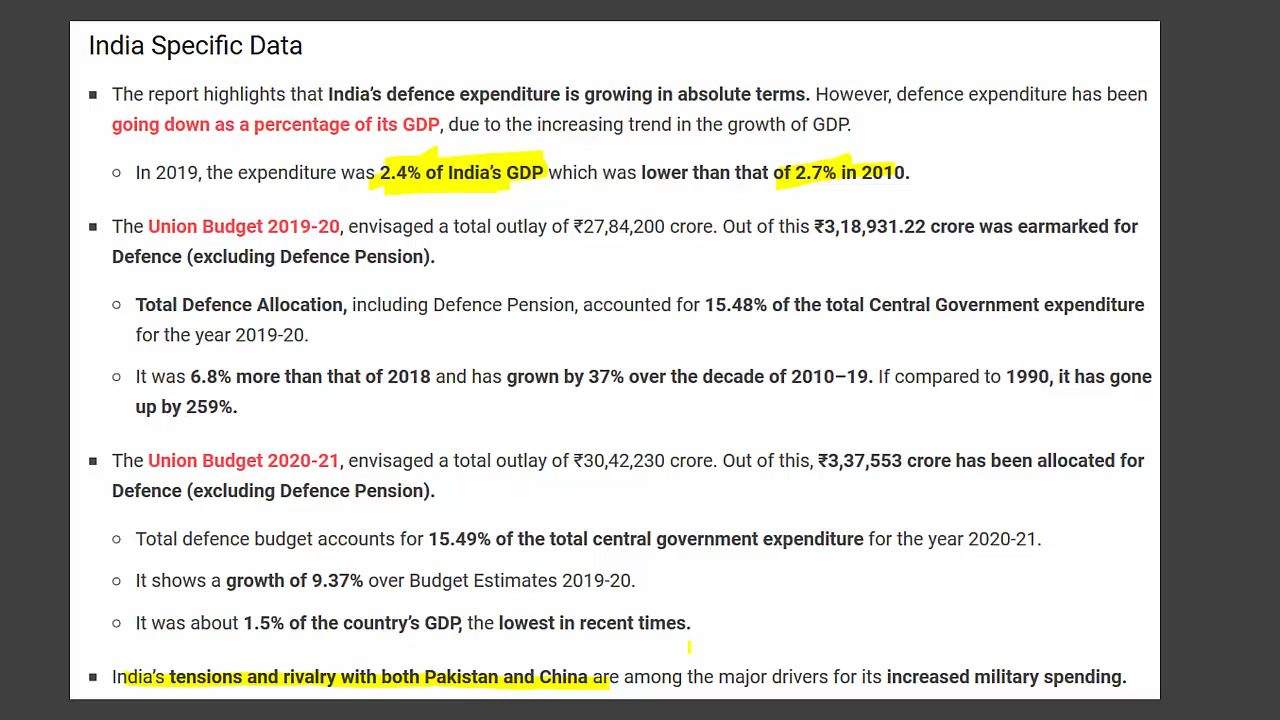 India Specific Data
▪ The report highlights that India's defence expenditure is growing in absolute terms. However, defence expenditure has been
going down as a percentage of its GDP, due to the increasing trend in the growth of GDP.
○ In 2019, the expenditure was 2.4% of India's GDP which was lower than that of 2.7% in 2010.
▪ The Union Budget 2019-20, envisaged a total outlay of ₹27,84,200 crore. Out of this ₹3,18,931.22 crore was earmarked for
Defence (excluding Defence Pension).
○ Total Defence Allocation, including Defence Pension, accounted for 15.48% of the total Central Government expenditure
for the year 2019-20.
○ It was 6.8% more than that of 2018 and has grown by 37% over the decade of 2010–19. If compared to 1990, it has gone
up by 259%.
▪ The Union Budget 2020-21, envisaged a total outlay of ₹30,42,230 crore. Out of this, ₹3,37,553 crore has been allocated for
Defence (excluding Defence Pension).
○ Total defence budget accounts for 15.49% of the total central government expenditure for the year 2020-21.
○ It shows a growth of 9.37% over Budget Estimates 2019-20.
○ It was about 1.5% of the country's GDP, the lowest in recent times.
▪ India's tensions and rivalry with both Pakistan and China are among the major drivers for its increased military spending.